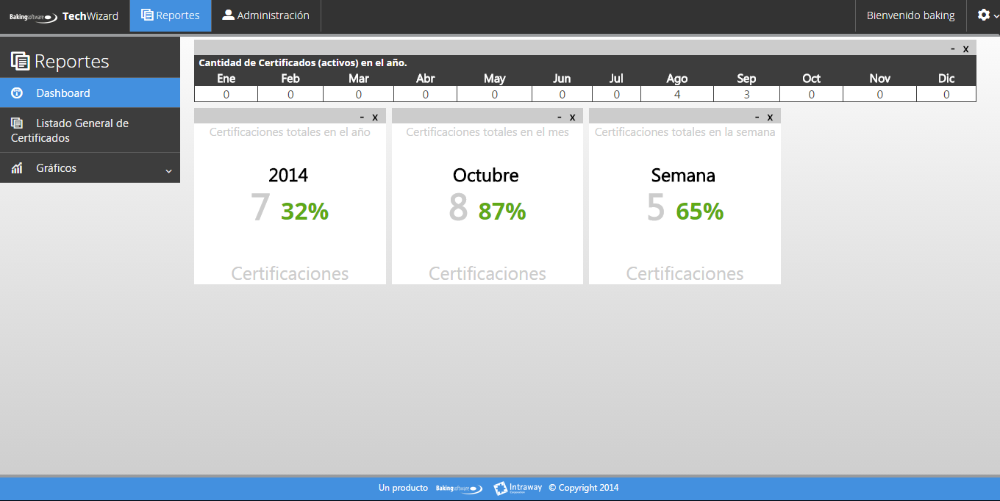 Bakingsoftware TechWizard Reportes Administración Bienvenido baking
Reportes
Dashboard
Listado General de
Certificados
Gráficos
- x
Cantidad de Certificados (activos) en el año.
Ene Feb Mar Abr May Jun Jul Ago Sep Oct Nov Dic
0 0 0 0 0 0 0 4 3 0 0 0
- x
Certificaciones totales en el año
2014
7 32%
Certificaciones
- x
Certificaciones totales en el mes
Octubre
8 87%
Certificaciones
- x
Certificaciones totales en la semana
Semana
5 65%
Certificaciones
Un producto Bakingsoftware Intraway Corporation © Copyright 2014